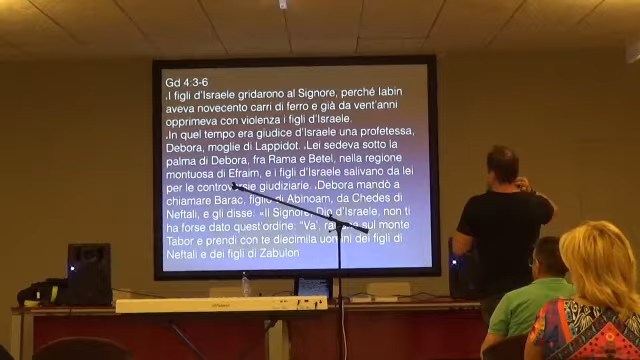 Gd 4:3-6
.I figli d'Israele gridarono al Signore, perché Iabin
aveva novecento carri di ferro e già da vent'anni
opprimeva con violenza i figli d'Israele.
.In quel tempo era giudice d'Israele una profetessa,
Debora, moglie di Lappidot. .Lei sedeva sotto la
palma di Debora, fra Rama e Betel, nella regione
montuosa di Efraim, e i figli d'Israele salivano da lei
per le controversie giudiziarie. .Debora mandò a
chiamare Barac, figlio di Abinoam, da Chedes di
Neftali, e gli disse: «Il Signore, Dio d'Israele, non ti
ha forse dato quest'ordine: "Va', raduna sul monte
Tabor e prendi con te diecimila uomini dei figli di
Neftali e dei figli di Zabulon